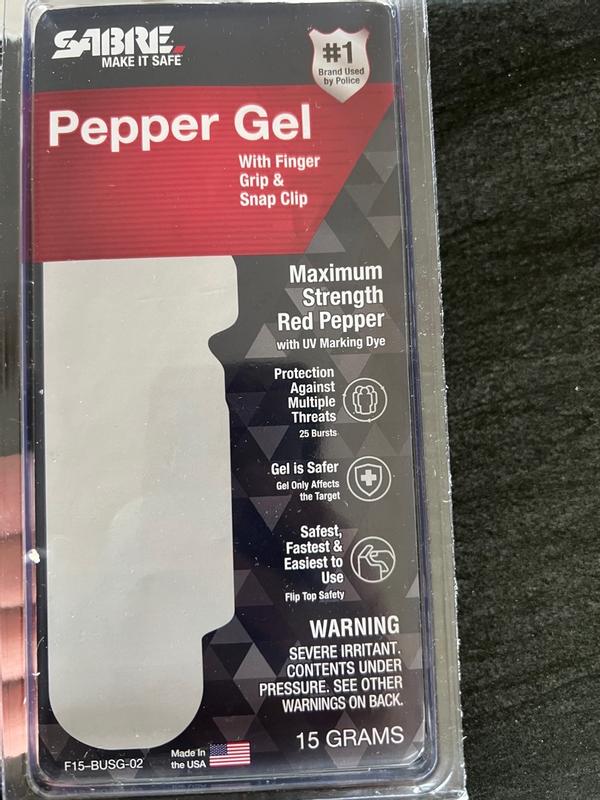 SABRE
MAKE IT SAFE
#1
Brand Used
by Police
Pepper Gel
With Finger
Grip &
Snap Clip
Maximum
Strength
Red Pepper
with UV Marking Dye
Protection
Against
Multiple
Threats
25 Bursts
Gel is Safer
Gel Only Affects
the Target
Safest,
Fastest &
Easiest to
Use
Flip Top Safety
WARNING
SEVERE IRRITANT.
CONTENTS UNDER
PRESSURE. SEE OTHER
WARNINGS ON BACK.
15 GRAMS
Made in
the USA
F15-BUSG-02